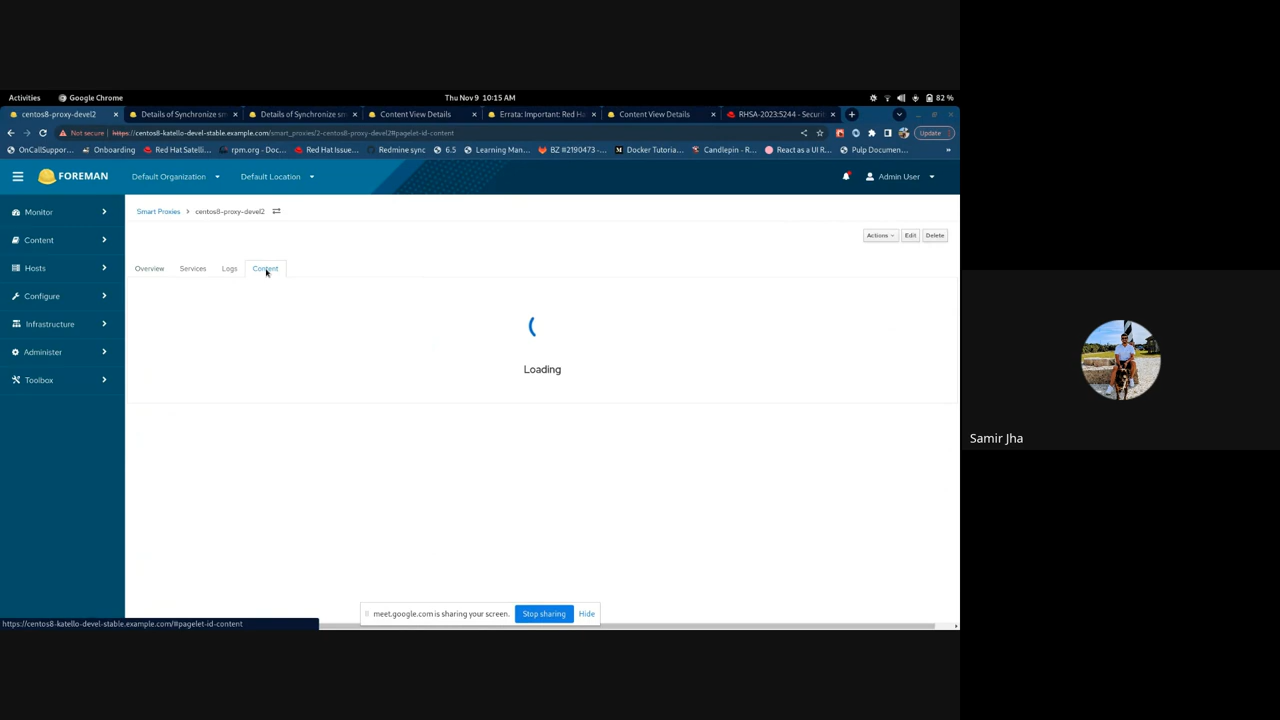 Activities Google Chrome Thu Nov 9 10:15 AM 82 %
centos8-proxy-devel2 Details of Synchronize sm Details of Synchronize sm Content View Details Errata: Important: Red Ha Content View Details RHSA-2023:5244 - Securit
Not secure https://centos8-katello-devel-stable.example.com/smart_proxies/2-centos8-proxy-devel2#pagelet-id-content Update
OnCallSuppor... Onboarding Red Hat Satelli... rpm.org - Doc... Red Hat Issue... Redmine sync 6.5 Learning Man... BZ #2190473 -... Docker Tutoria... Candlepin - R... React as a UI R... Pulp Documen... »
FOREMAN Default Organization Default Location Admin User
Monitor
Content
Hosts
Configure
Infrastructure
Administer
Toolbox
Smart Proxies centos8-proxy-devel2
Actions Edit Delete
Overview Services Logs Content
Loading
meet.google.com is sharing your screen. Stop sharing Hide
https://centos8-katello-devel-stable.example.com/#pagelet-id-content
Samir Jha